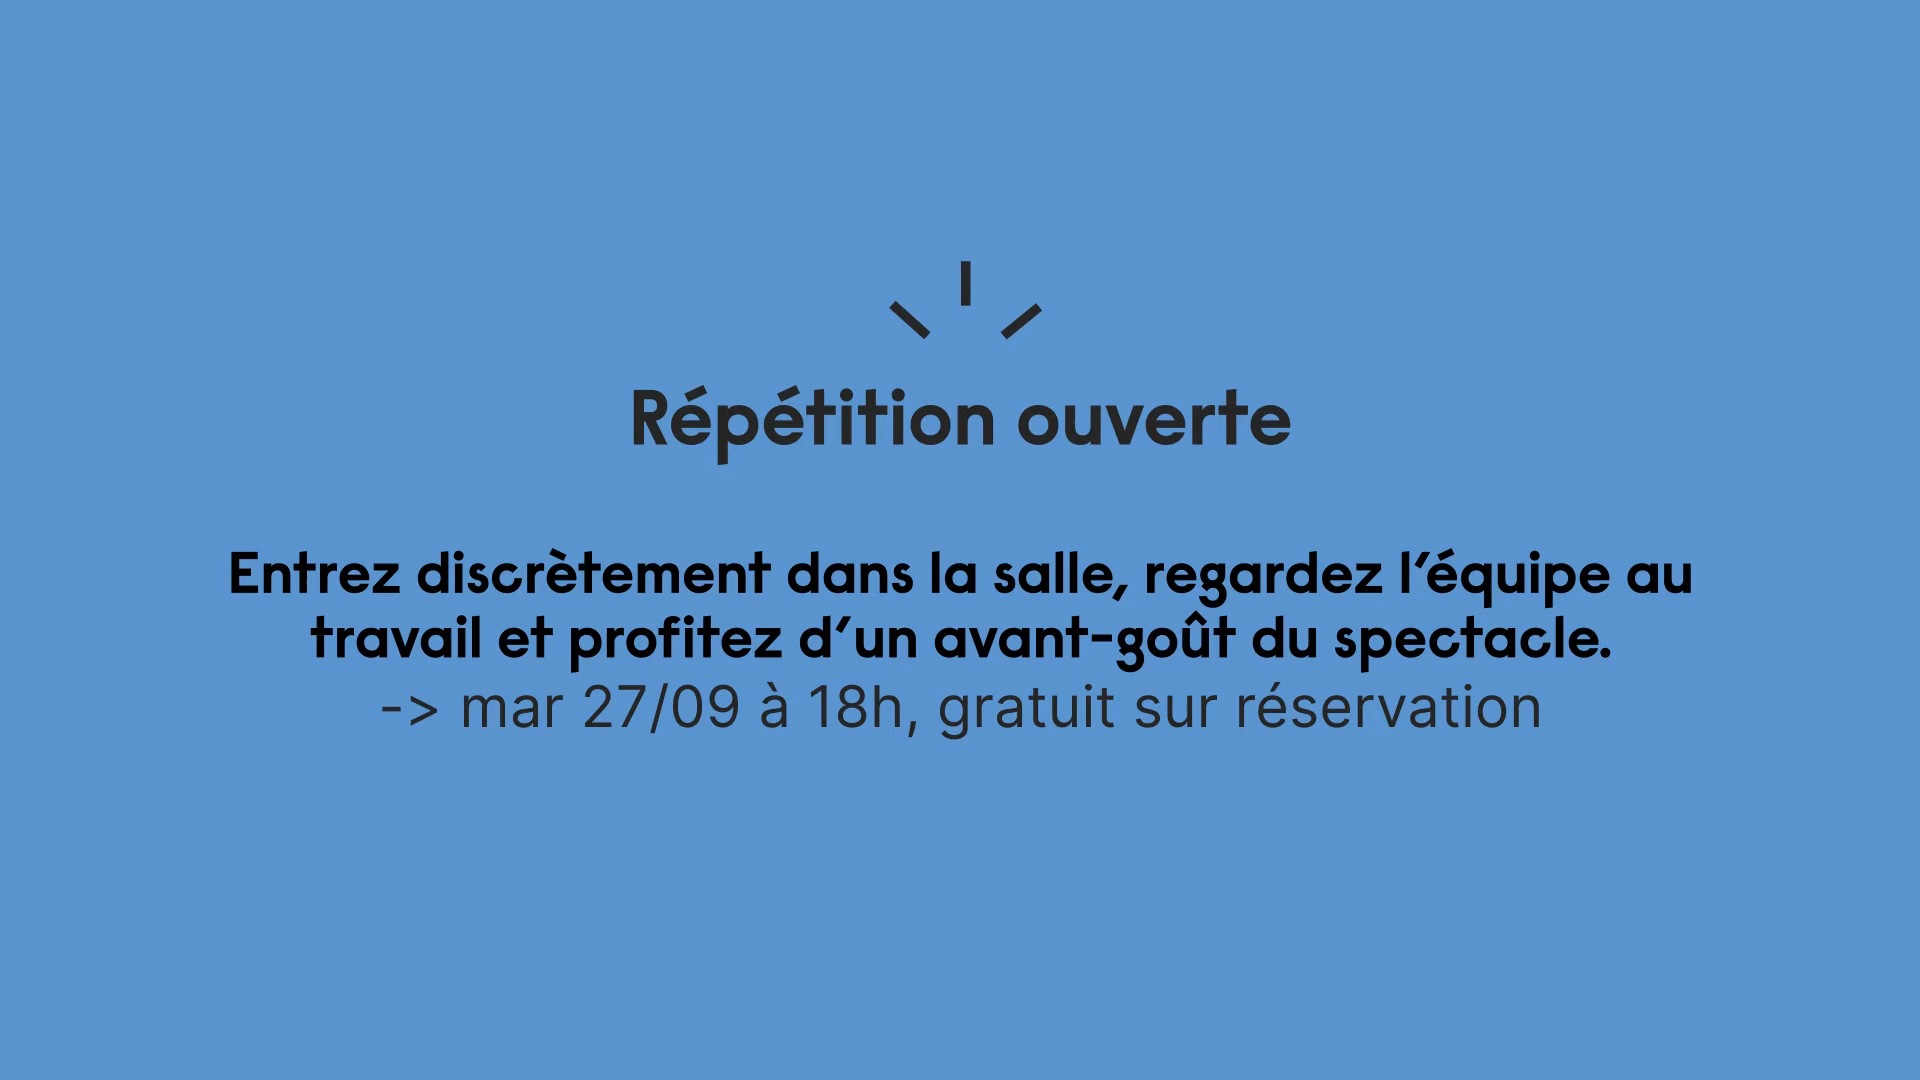 Répétition ouverte
Entrez discrètement dans la salle, regardez l’équipe au
travail et profitez d’un avant-goût du spectacle.
-> mar 27/09 à 18h, gratuit sur réservation